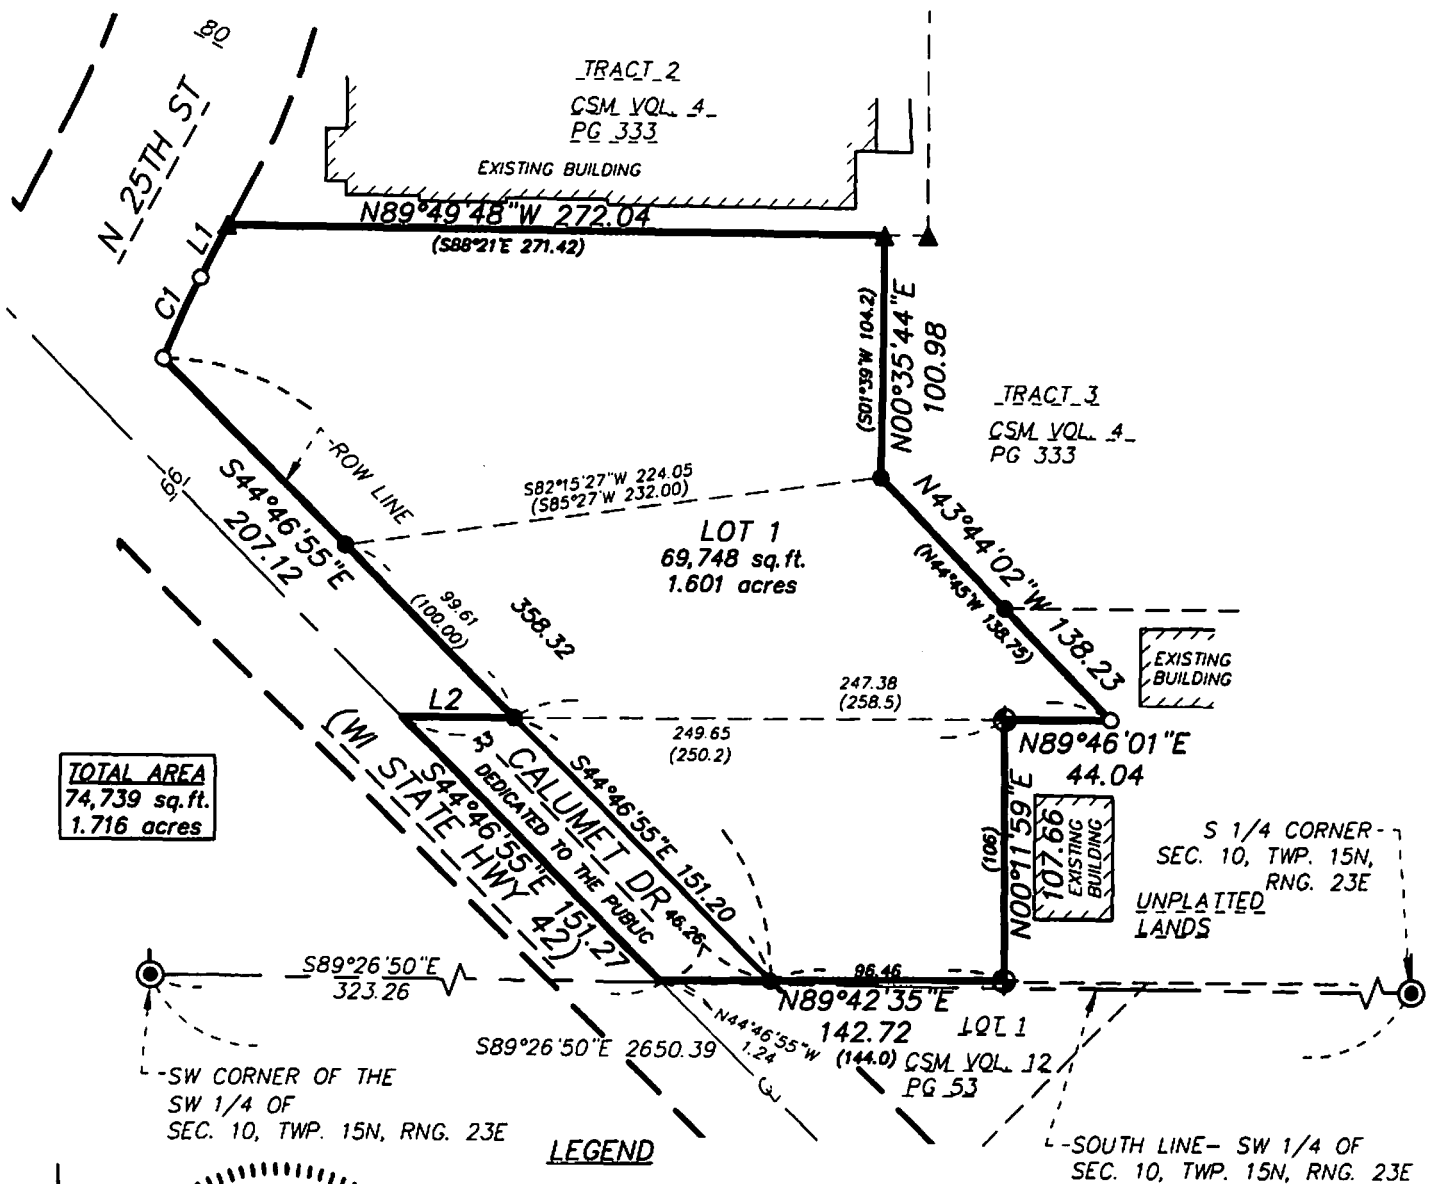 80
N 25TH ST
TRACT 2
CSM VOL. 4
PG 333
EXISTING BUILDING
N89°49'48"W 272.04
(S88°21'E 271.42)
L1
C1
(S01°39'W 104.2)
N00°35'44"E
100.98
TRACT 3
CSM VOL. 4
PG 333
ROW LINE
66'
S44°46'55"E
207.12
S82°15'27"W 224.05
(S85°27'W 232.00)
LOT 1
69,748 sq.ft.
1.601 acres
N43°44'02"W 138.23
(N44°45'W 138.75)
99.61
(100.00)
358.32
EXISTING
BUILDING
247.38
(258.5)
249.65
(250.2)
L2
N89°46'01"E
44.04
TOTAL AREA
74,739 sq.ft.
1.716 acres
CALUMET DR
(WI STATE HWY 42)
DEDICATED TO THE
PUBLIC
S44°46'55"E 151.20
S44°46'55"E 151.27
46.26
(106)
N00°11'59"E
107.66
EXISTING
BUILDING
S 1/4 CORNER
SEC. 10, TWP. 15N,
RNG. 23E
UNPLATTED
LANDS
S89°26'50"E
323.26
96.46
N89°42'35"E
142.72
(144.0)
LOT 1
CSM VOL. 12
PG 53
N44°46'55"W
1.24
S89°26'50"E 2650.39
SW CORNER OF THE
SW 1/4 OF
SEC. 10, TWP. 15N, RNG. 23E
LEGEND
SOUTH LINE- SW 1/4 OF
SEC. 10, TWP. 15N, RNG. 23E